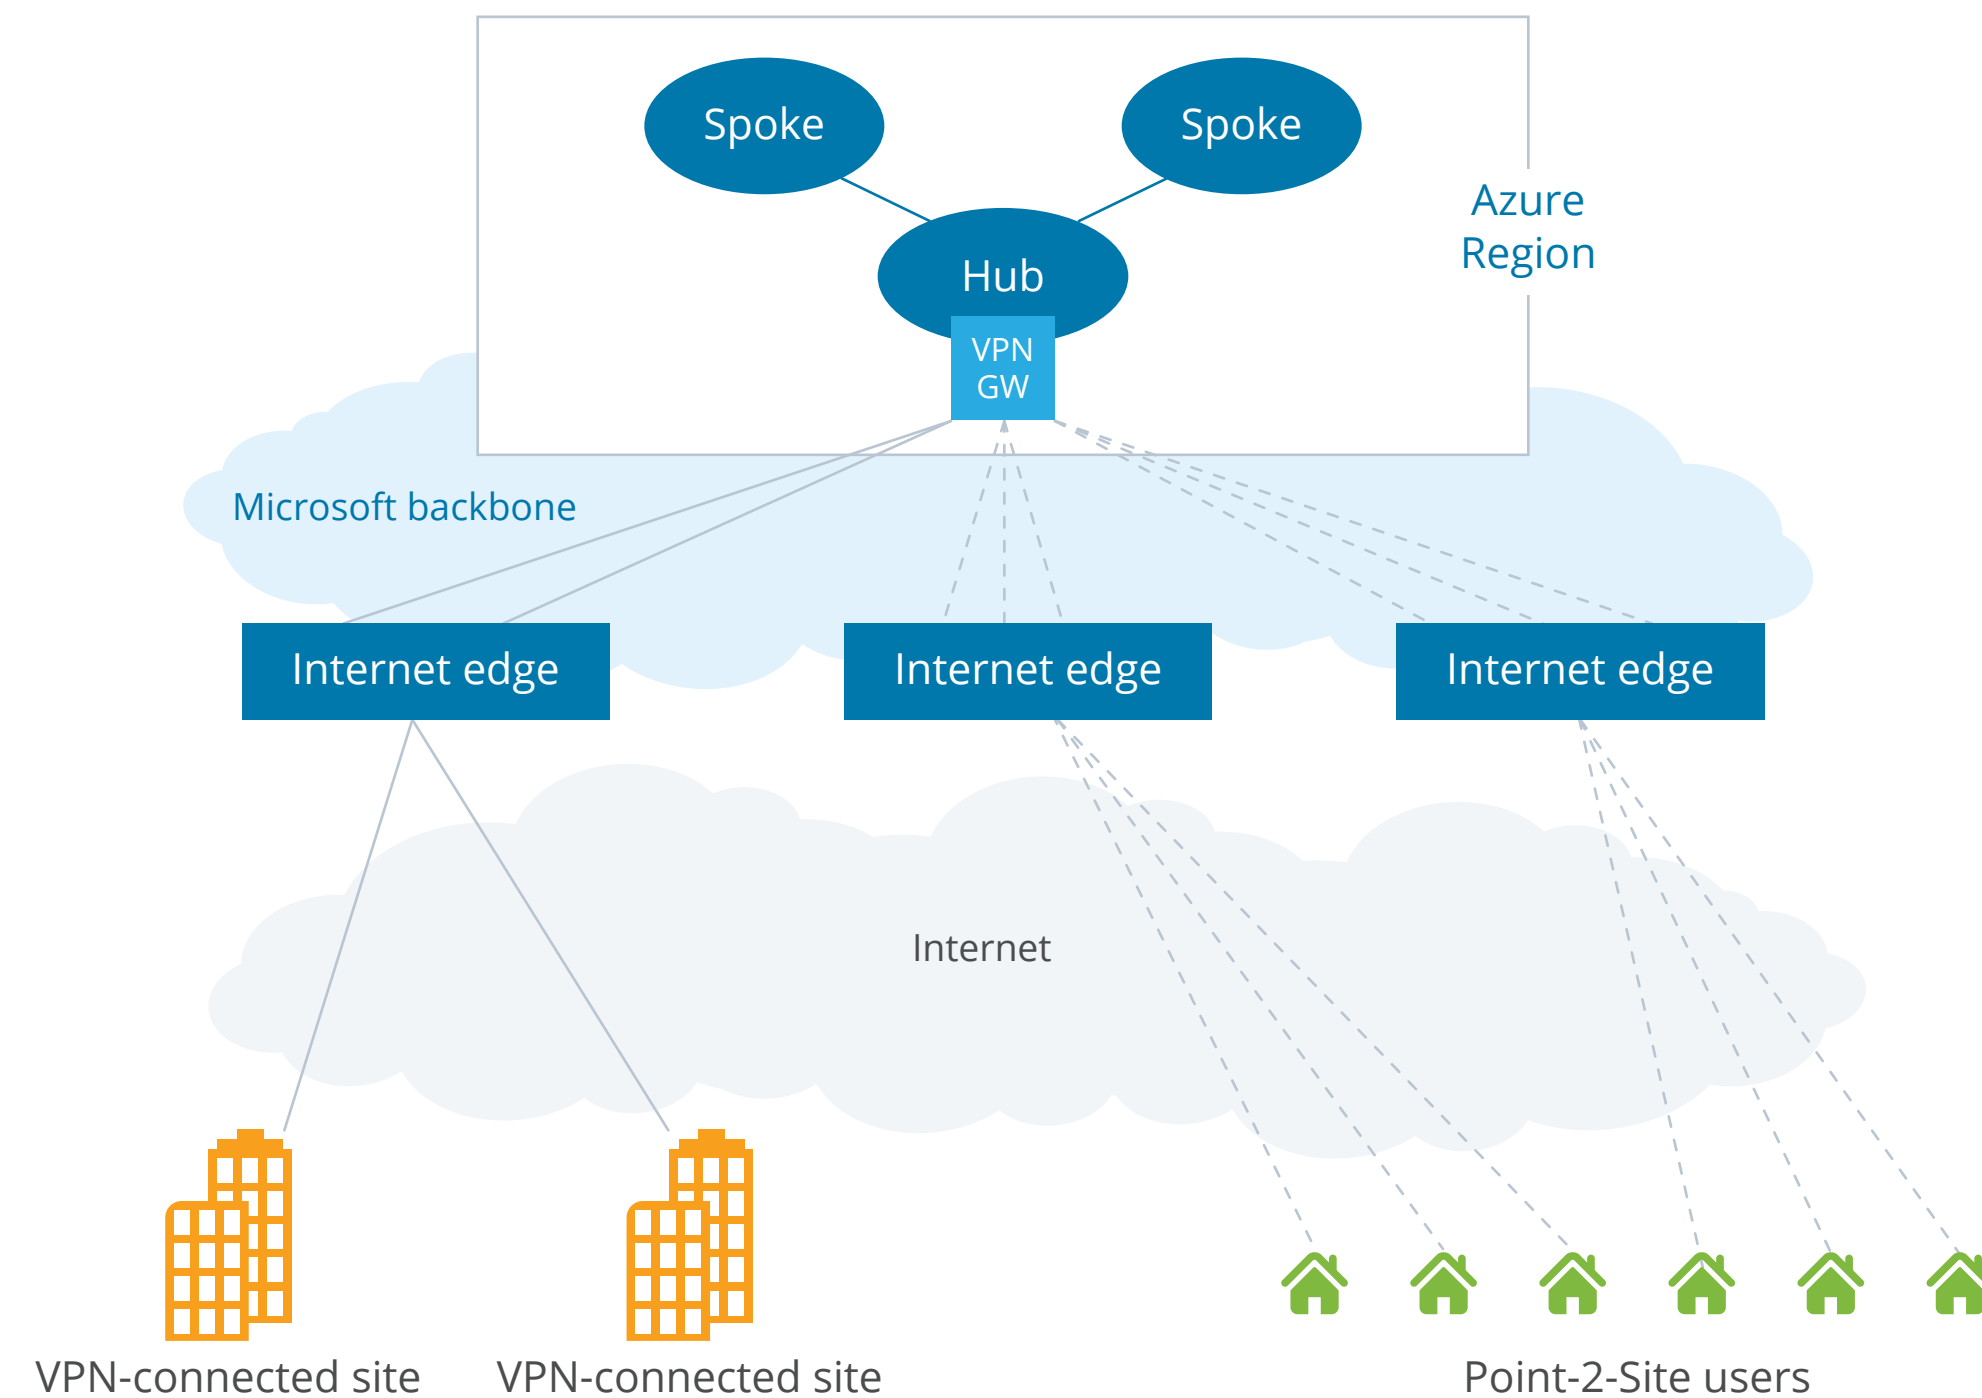 Spoke
Spoke
Azure
Region
Hub
VPN
GW
Microsoft backbone
Internet edge
Internet edge
Internet edge
Internet
VPN-connected site
VPN-connected site
Point-2-Site users